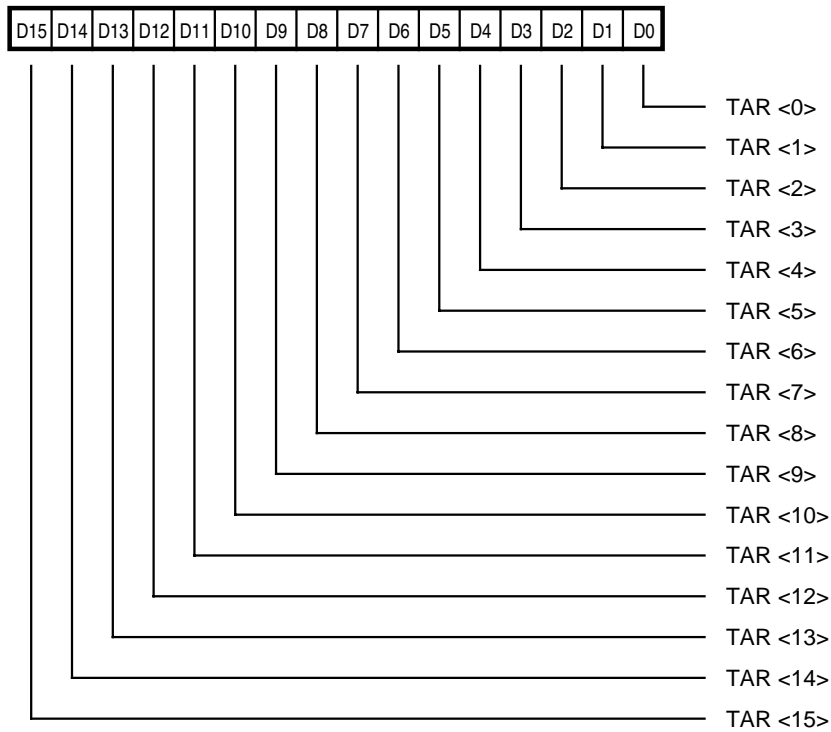 D15 D14 D13 D12 D11 D10 D9 D8 D7 D6 D5 D4 D3 D2 D1 D0
TAR <0>
TAR <1>
TAR <2>
TAR <3>
TAR <4>
TAR <5>
TAR <6>
TAR <7>
TAR <8>
TAR <9>
TAR <10>
TAR <11>
TAR <12>
TAR <13>
TAR <14>
TAR <15>